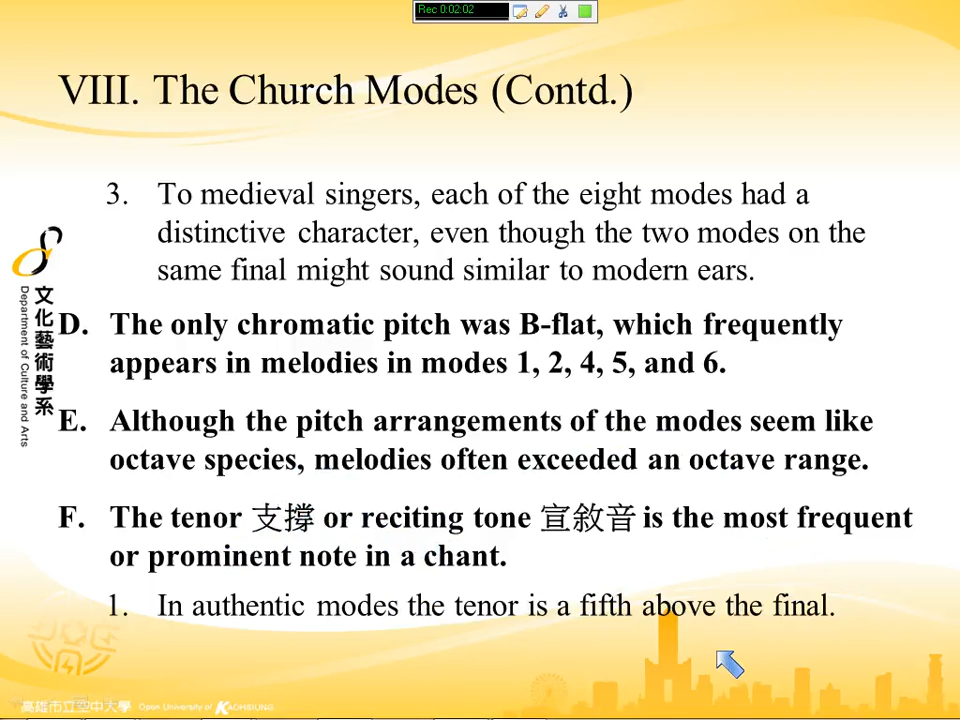 Rec 0:02:02
VIII. The Church Modes (Contd.)
3. To medieval singers, each of the eight modes had a
distinctive character, even though the two modes on the
same final might sound similar to modern ears.
D. The only chromatic pitch was B-flat, which frequently
appears in melodies in modes 1, 2, 4, 5, and 6.
E. Although the pitch arrangements of the modes seem like
octave species, melodies often exceeded an octave range.
F. The tenor 支撐 or reciting tone 宣敘音 is the most frequent
or prominent note in a chant.
1. In authentic modes the tenor is a fifth above the final.
文化藝術學系
Department of Culture and Arts
高雄市立空中大學 Open University of KAOHSIUNG